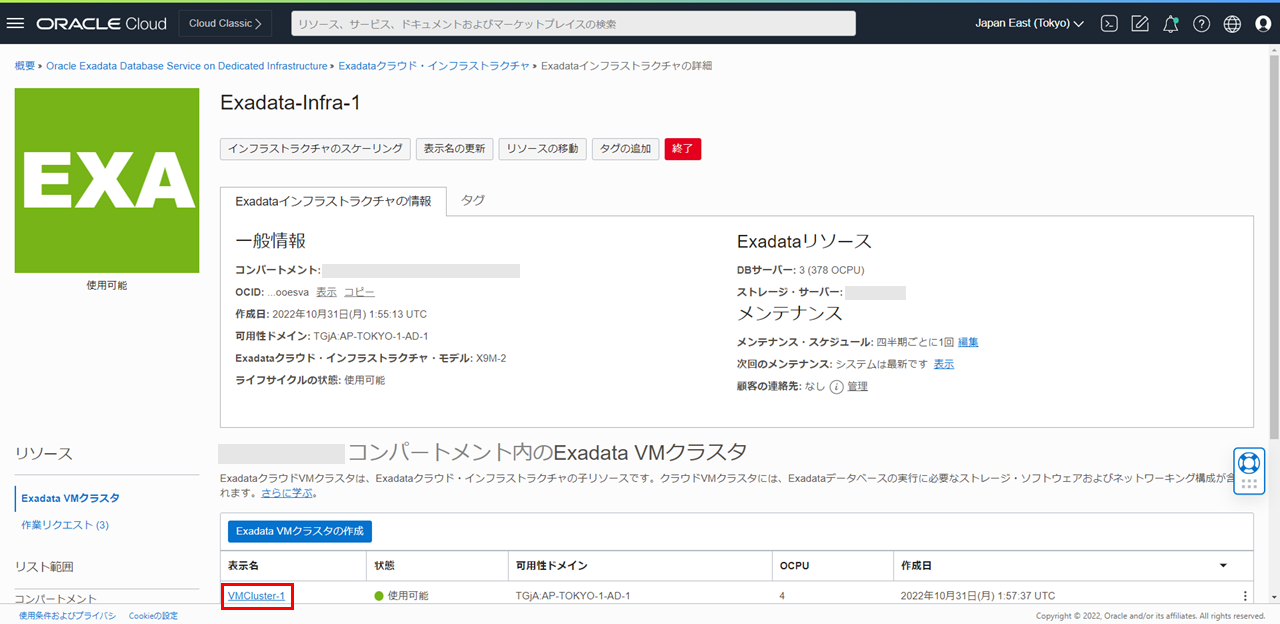 ORACLE Cloud
Cloud Classic
リソース、サービス、ドキュメントおよびマーケットプレイスの検索
Japan East (Tokyo)
概要 » Oracle Exadata Database Service on Dedicated Infrastructure » Exadataクラウド・インフラストラクチャ » Exadataインフラストラクチャの詳細
EXA
使用可能
Exadata-Infra-1
インフラストラクチャのスケーリング 表示名の更新 リソースの移動 タグの追加 終了
Exadataインフラストラクチャの情報 タグ
一般情報
コンパートメント:
OCID: ...ooesva 表示 コピー
作成日: 2022年10月31日(月) 1:55:13 UTC
可用性ドメイン: TGjA:AP-TOKYO-1-AD-1
Exadataクラウド・インフラストラクチャ・モデル: X9M-2
ライフサイクルの状態: 使用可能
Exadataリソース
DBサーバー: 3 (378 OCPU)
ストレージ・サーバー:
メンテナンス
メンテナンス・スケジュール: 四半期ごとに1回 編集
次回のメンテナンス: システムは最新です 表示
顧客の連絡先: なし i 管理
リソース
Exadata VMクラスタ
作業リクエスト (3)
リスト範囲
コンパートメント
コンパートメント内のExadata VMクラスタ
ExadataクラウドVMクラスタは、Exadataクラウド・インフラストラクチャの子リソースです。クラウドVMクラスタには、Exadataデータベースの実行に必要なストレージ・ソフトウェアおよびネットワーキング構成が含
れます。さらに学ぶ。
Exadata VMクラスタの作成
表示名 状態 可用性ドメイン OCPU 作成日
VMCluster-1 使用可能 TGjA:AP-TOKYO-1-AD-1 4 2022年10月31日(月) 1:57:37 UTC
使用条件およびプライバシ Cookieの設定
Copyright © 2022, Oracle and/or its affiliates. All rights reserved.